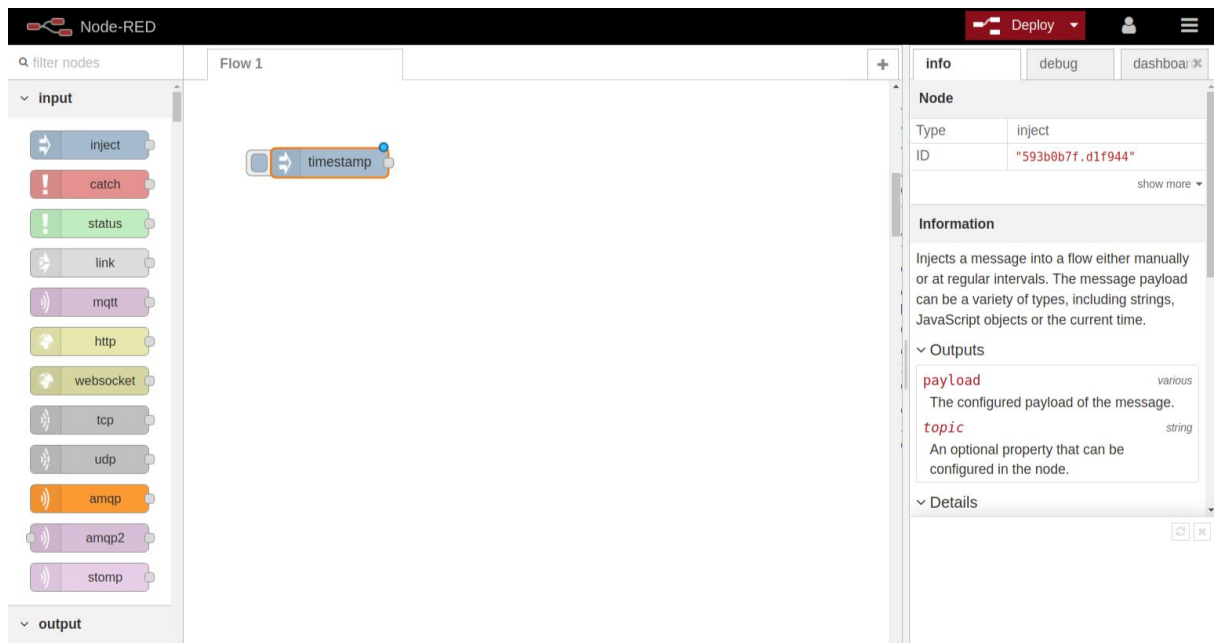 Node-RED
Deploy
filter nodes
Flow 1
info
debug
input
inject
catch
status
link
mqtt
http
websocket
tcp
udp
amqp
amqp2
stomp
output
timestamp
Node
Type inject
ID "593b0b7f.d1f944"
show more
Information
Injects a message into a flow either manually
or at regular intervals. The message payload
can be a variety of types, including strings,
JavaScript objects or the current time.
Outputs
payload various
The configured payload of the message.
topic string
An optional property that can be
configured in the node.
Details